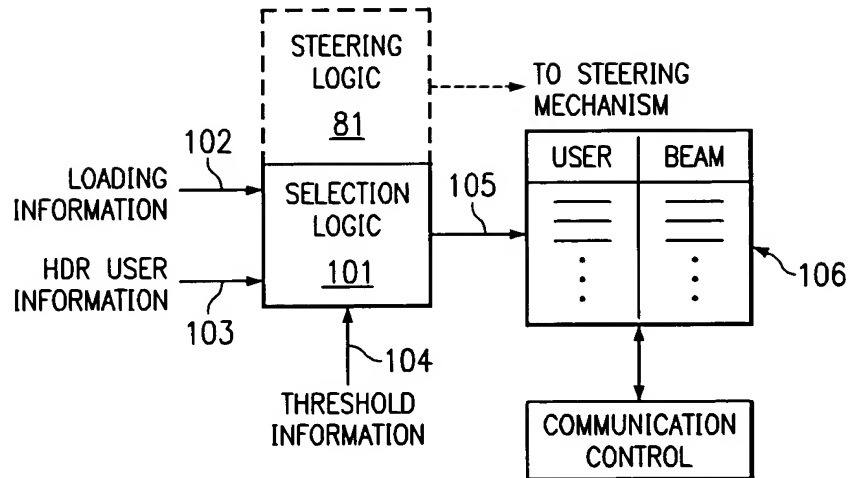 STEERING
LOGIC
81
TO STEERING
MECHANISM
102
LOADING
INFORMATION
SELECTION
LOGIC
101
105
USER
BEAM
HDR USER
INFORMATION
103
106
104
THRESHOLD
INFORMATION
COMMUNICATION
CONTROL